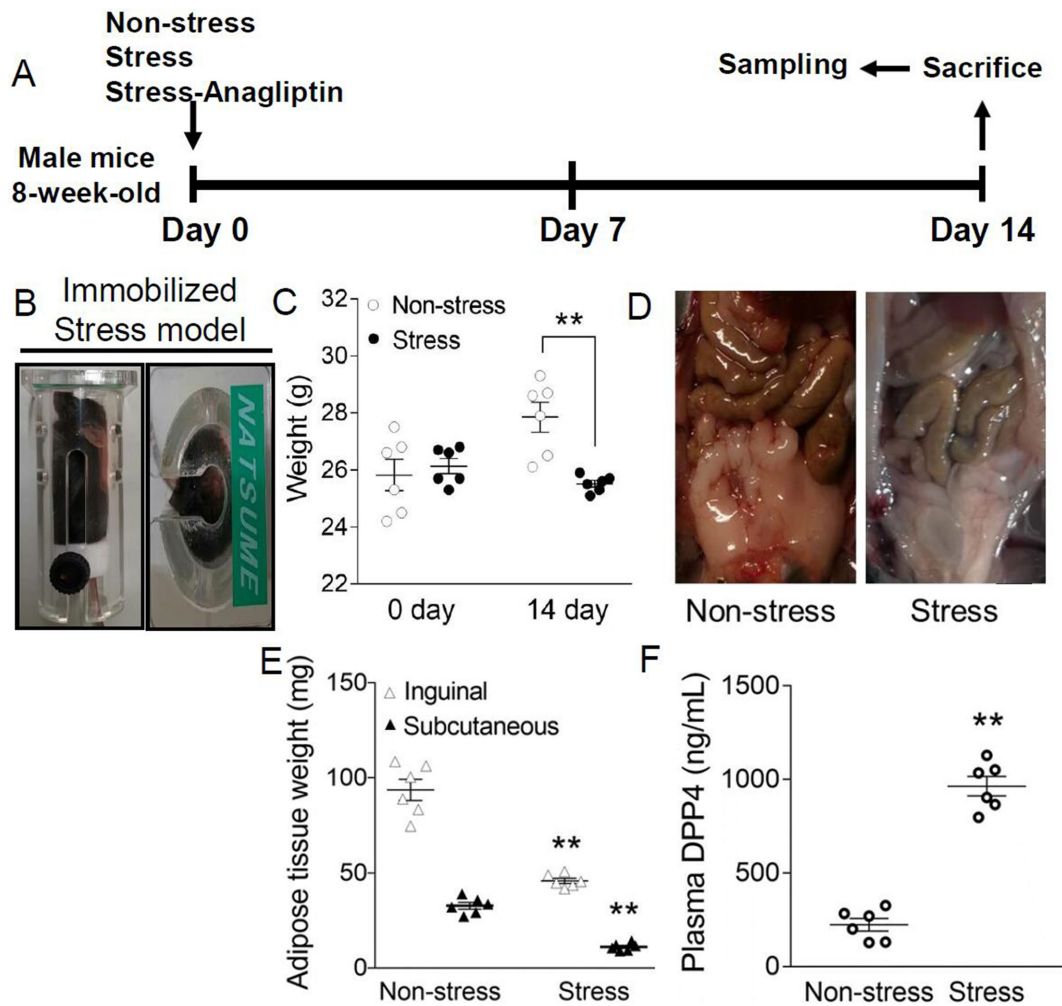 A
Non-stress
Stress
Stress-Anagliptin
Sampling
Sacrifice
Male mice
8-week-old
Day 0
Day 7
Day 14
B
Immobilized
Stress model
NATSUME
C
Weight (g)
32
30
28
26
24
22
Non-stress
Stress
**
0 day
14 day
D
Non-stress
Stress
E
Adipose tissue weight (mg)
150
100
50
0
Inguinal
Subcutaneous
**
**
Non-stress
Stress
F
Plasma DPP4 (ng/mL)
1500
1000
500
0
**
Non-stress
Stress